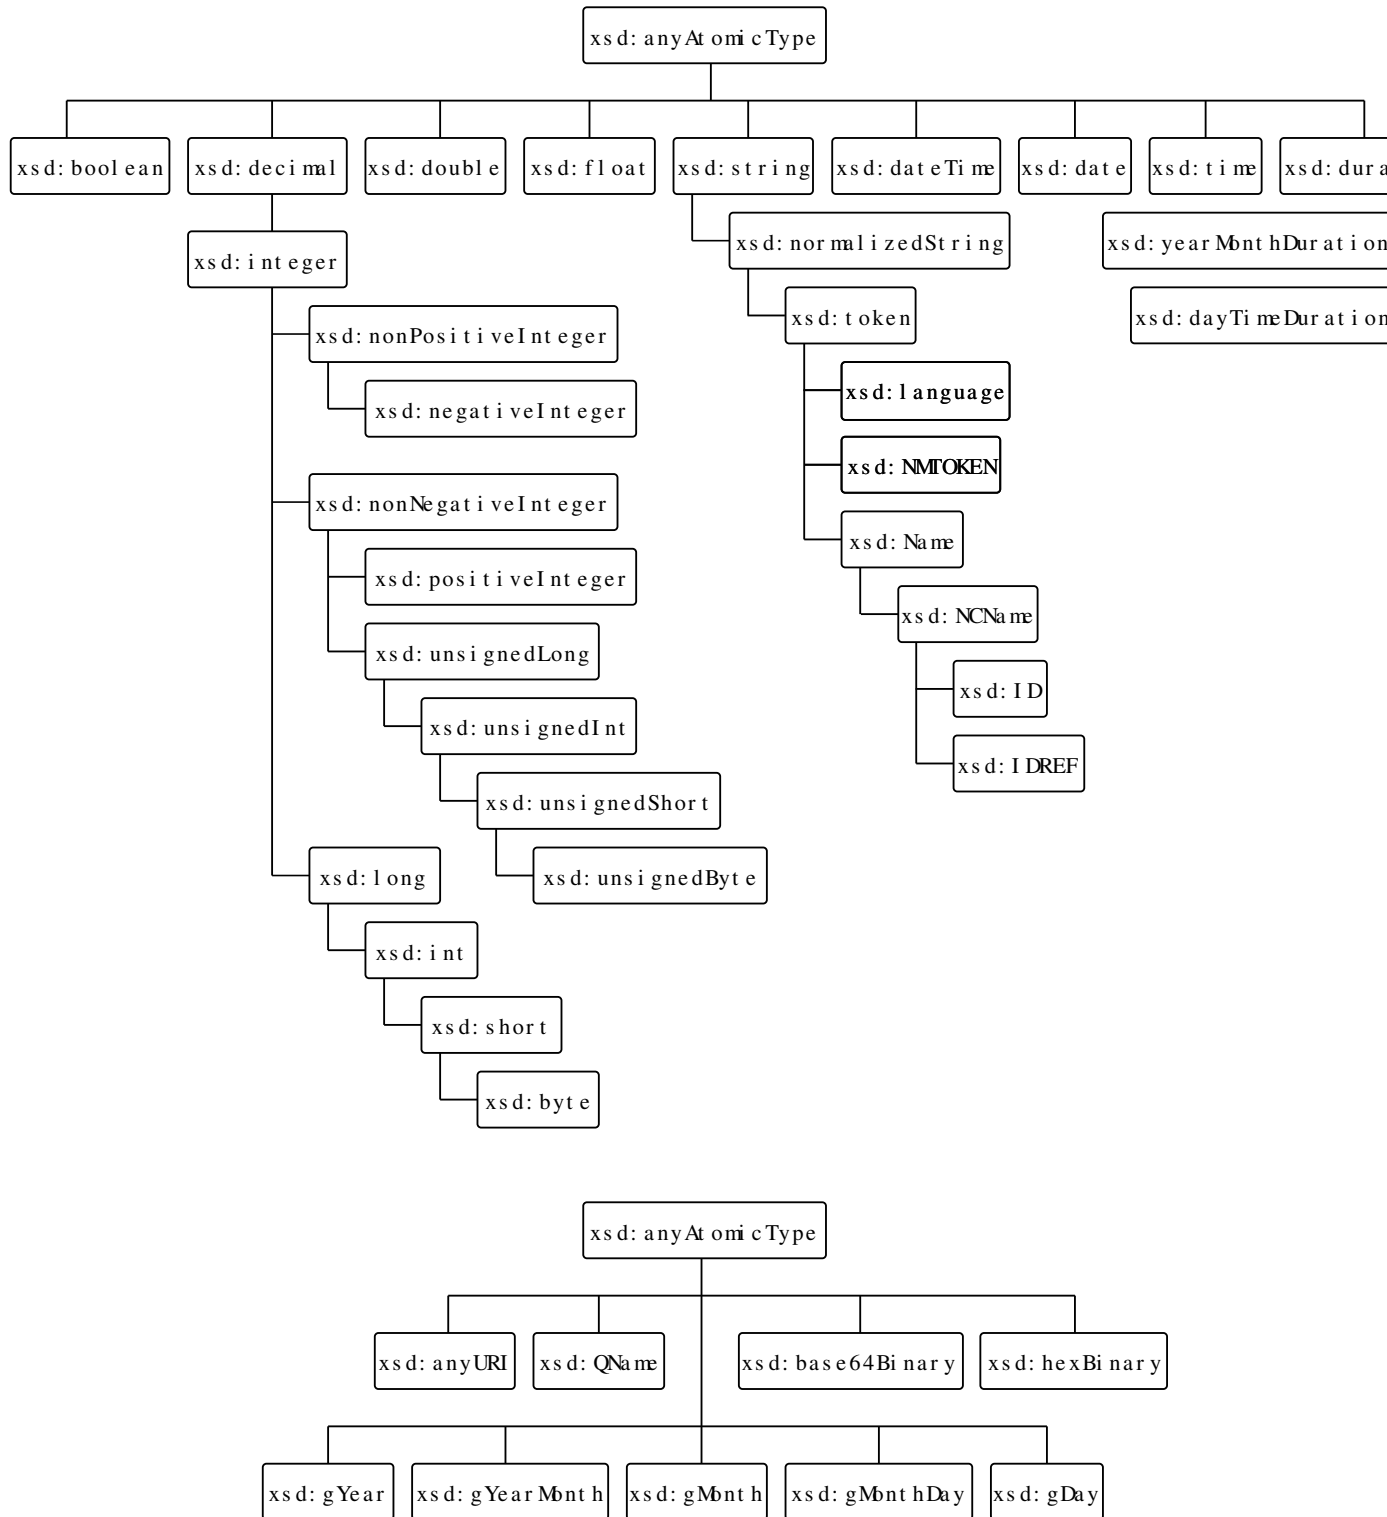 xsd:anyAtomicType
xsd:boolean xsd:decimal xsd:double xsd:float xsd:string xsd:dateTime xsd:date xsd:time xsd:dura
xsd:integer xsd:normalizedString xsd:yearMonthDuration
xsd:nonPositiveInteger xsd:token xsd:dayTimeDuration
xsd:negativeInteger xsd:language
xsd:nonNegativeInteger xsd:NMTOKEN
xsd:positiveInteger xsd:Name
xsd:unsignedLong xsd:NCName
xsd:unsignedInt xsd:ID
xsd:unsignedShort xsd:IDREF
xsd:long xsd:unsignedByte
xsd:int
xsd:short
xsd:byte
xsd:anyAtomicType
xsd:anyURI xsd:QName xsd:base64Binary xsd:hexBinary
xsd:gYear xsd:gYearMonth xsd:gMonth xsd:gMonthDay xsd:gDay